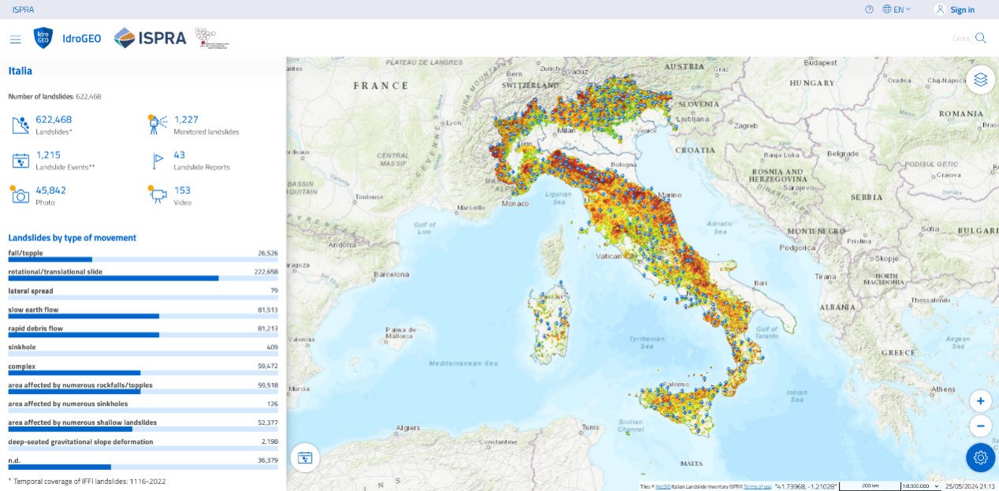 ISPRA
EN
Sign in
Idro
GEO
IdroGEO
ISPRA
Cerca
Italia
Number of landslides: 622,468
622,468
Landslides*
1,227
Monitored landslides
1,215
Landslide Events**
43
Landslide Reports
45,842
Photo
153
Video
Landslides by type of movement
fall/topple 26,526
rotational/translational slide 222,658
lateral spread 79
slow earth flow 81,513
rapid debris flow 81,213
sinkhole 409
complex 59,472
area affected by numerous rockfalls/topples 59,518
area affected by numerous sinkholes 126
area affected by numerous shallow landslides 52,377
deep-seated gravitational slope deformation 2,198
n.d. 36,379
* Temporal coverage of IFFI landslides: 1116-2022
antes
PLATEAU DE LANGRES
Zurich
Vaduz
AUSTRIA
Graz
Budapest
Bern
SWITZERLAND
FRANCE
HUNGARY
Oradea
Cluj-Napoca
SLOVENIA
Ljubljana
ROMANIA
Lyon
Zagreb
Milan
Venice
CROATIA
CENTRAL
MASSIF
Banja Luka
Belgrade
Bologna
BOSNIA AND
HERZEGOVINA
PODISUL GETIC
Craiova
BASSIN
AQUITAIN
Sarajevo
Danube
Toulouse
Monaco
Ligurian
Sea
Marino
SERBIA
Marseille
Gulf of
Lion
Adriatic
Sea
MONTENEGRO
Sofia
BULGARI
Pristina
Andorra
Podgorica
Vatican
Skopje
Barcelona
Bari
Tirana
NORTH
MACEDONIA
Thessaloniki
ALBANIA
Sassari
Palma de
Mallorca
Gulf of
Taranto
Valencia
Tyrrhenian
Sea
Aegean
Sea
GREECE
Mediterranean Sea
Palermo
Murcia
Ionian
Sea
Athens
Algiers
Tunis
Sicilian
Channel
Constantine
MALTA
Tiles © ArcGIS Italian Landslide Inventory ISPRA Terms of use "41.73968, -1.21028" 200 km 1:8.000.000 25/05/2024 21:13